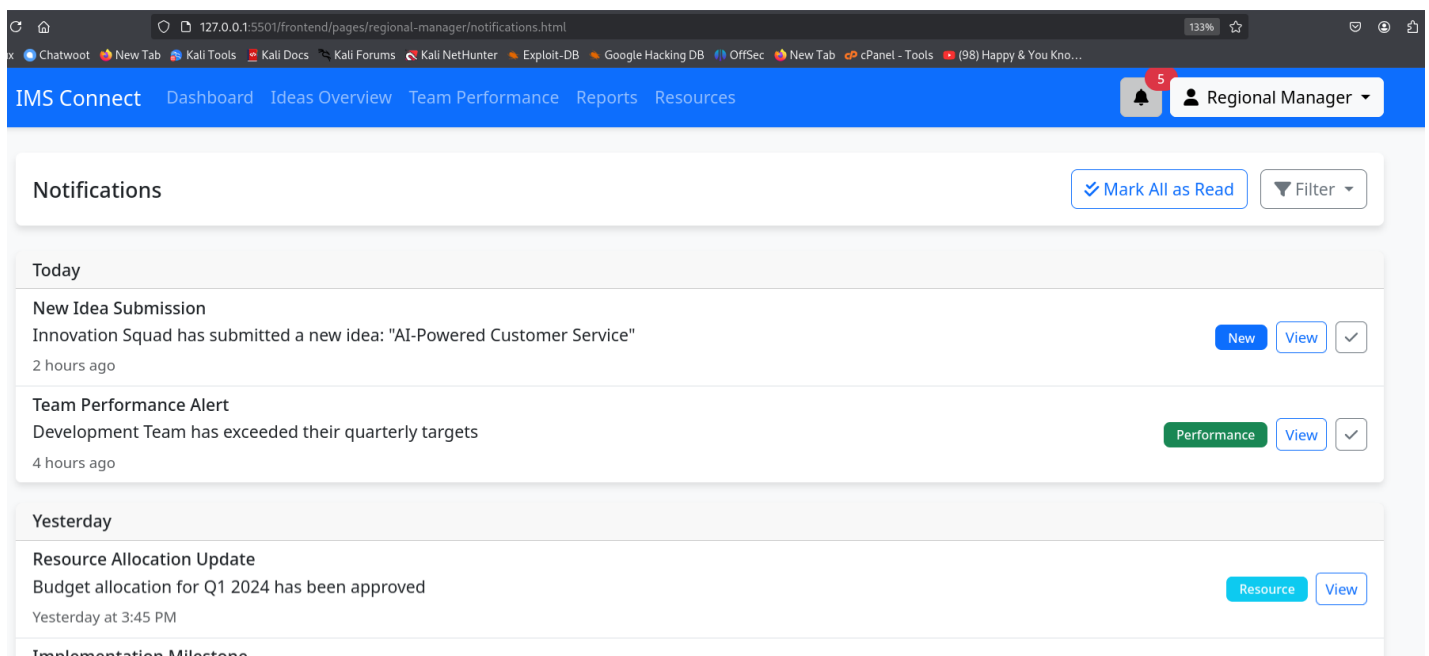 133%
127.0.0.1:5501/frontend/pages/regional-manager/notifications.html
Chatwoot New Tab Kali Tools Kali Docs Kali Forums Kali NetHunter Exploit-DB Google Hacking DB OffSec New Tab cPanel - Tools (98) Happy & You Kno...
IMS Connect Dashboard Ideas Overview Team Performance Reports Resources 5 Regional Manager
Notifications Mark All as Read Filter
Today
New Idea Submission
Innovation Squad has submitted a new idea: "AI-Powered Customer Service" New View
2 hours ago
Team Performance Alert
Development Team has exceeded their quarterly targets Performance View
4 hours ago
Yesterday
Resource Allocation Update
Budget allocation for Q1 2024 has been approved Resource View
Yesterday at 3:45 PM
Implementation Milestone